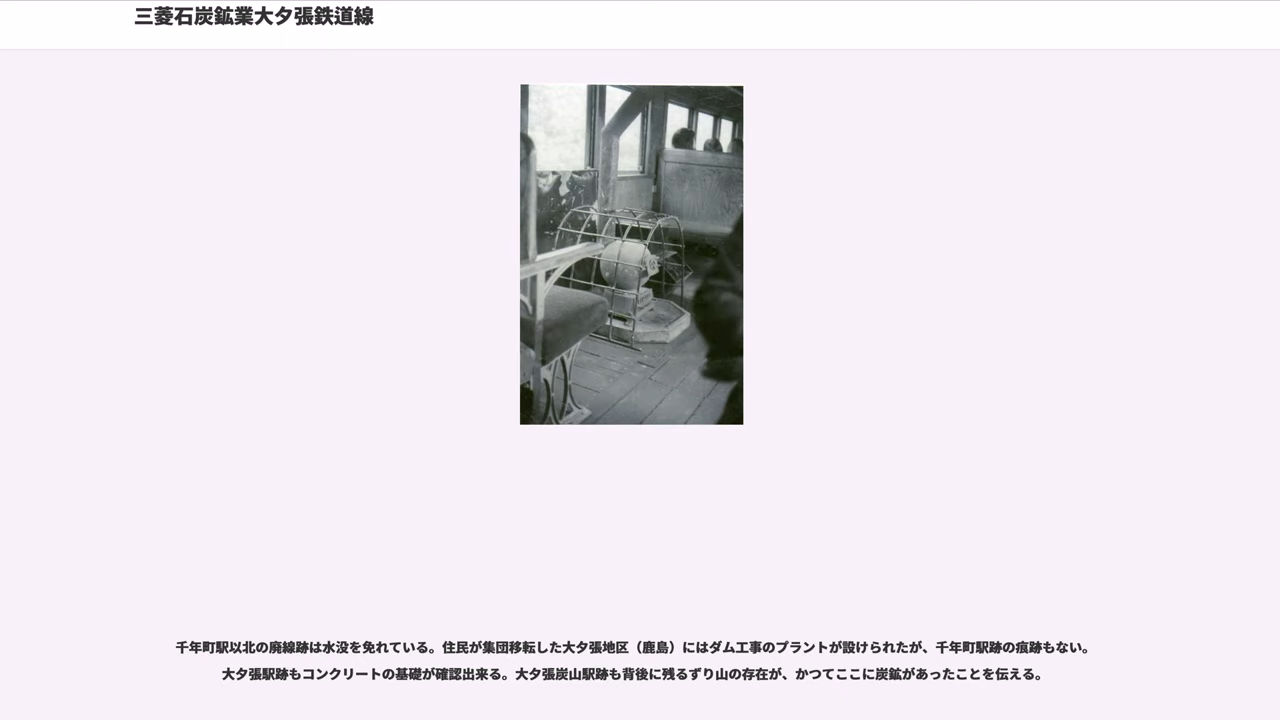 三菱石炭鉱業大夕張鉄道線
千年町駅以北の廃線跡は水没を免れている。住民が集団移転した大夕張地区（鹿島）にはダム工事のプラントが設けられたが、千年町駅跡の痕跡もない。
大夕張駅跡もコンクリートの基礎が確認出来る。大夕張炭山駅跡も背後に残るずり山の存在が、かつてここに炭鉱があったことを伝える。